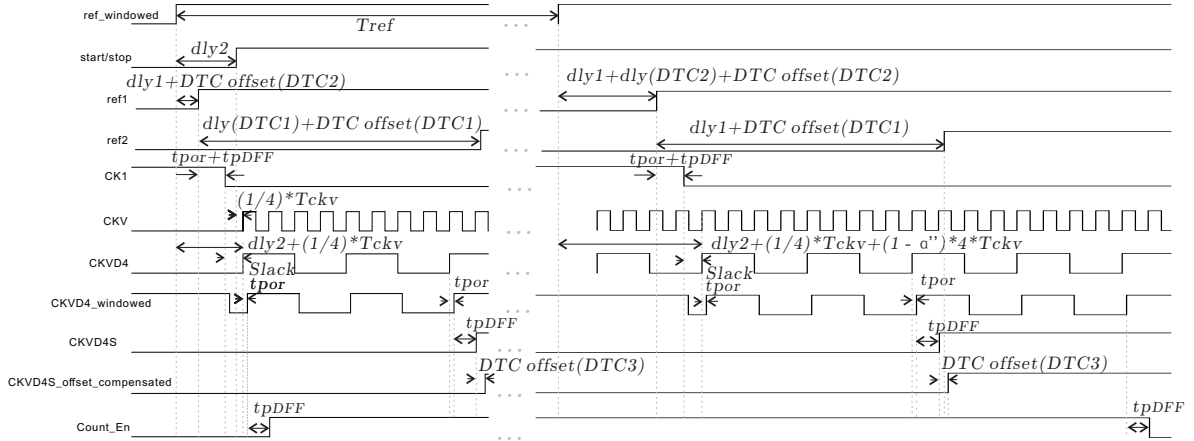 ref_windowed
Tref
start/stop
dly2
dly1+DTC offset(DTC2)
dly1+dly(DTC2)+DTC offset(DTC2)
ref1
dly(DTC1)+DTC offset(DTC1)
dly1+DTC offset(DTC1)
ref2
tpor+tpDFF
tpor+tpDFF
CK1
(1/4)*Tckv
CKV
dly2+(1/4)*Tckv
dly2+(1/4)*Tckv+(1 - α'')*4*Tckv
CKVD4
Slack
Slack
tpor
tpor
tpor
tpor
CKVD4_windowed
tpDFF
tpDFF
CKVD4S
DTC offset(DTC3)
DTC offset(DTC3)
CKVD4S_offset_compensated
tpDFF
tpDFF
Count_En